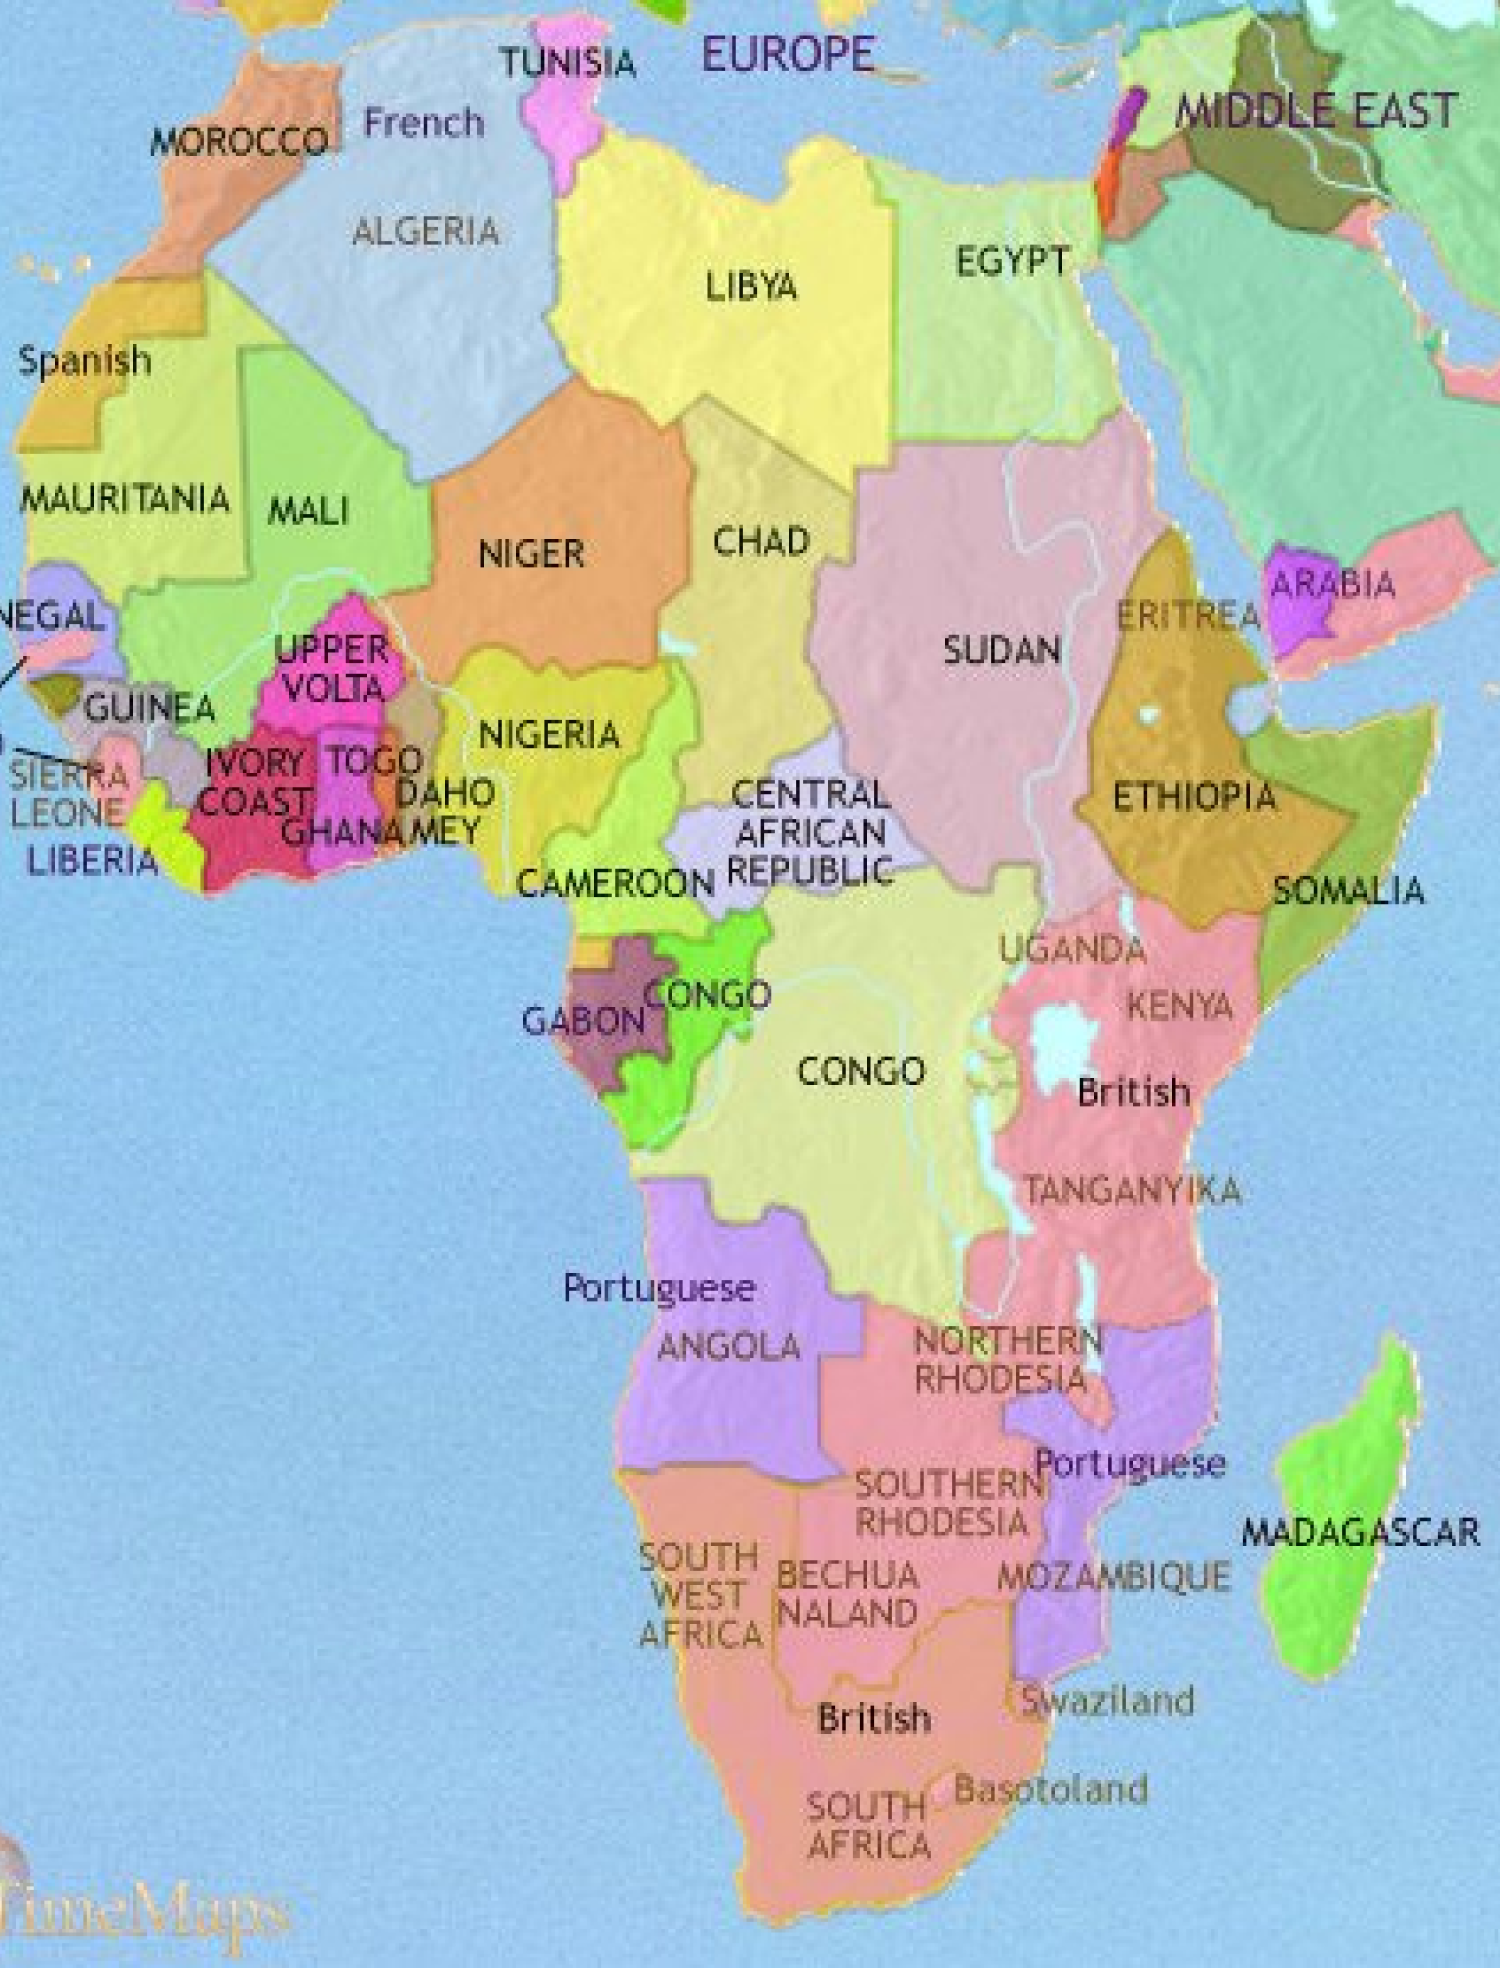 TUNISIA
EUROPE
MIDDLE EAST
French
MOROCCO
ALGERIA
LIBYA
EGYPT
Spanish
MAURITANIA
MALI
NIGER
CHAD
ARABIA
NEGAL
ERITREA
UPPER
VOLTA
SUDAN
GUINEA
NIGERIA
IVORY
COAST
TOGO
SIERRA
LEONE
DAHO
MEY
GHANA
CENTRAL
AFRICAN
REPUBLIC
ETHIOPIA
LIBERIA
CAMEROON
SOMALIA
UGANDA
CONGO
KENYA
GABON
CONGO
British
TANGANYIKA
Portuguese
ANGOLA
NORTHERN
RHODESIA
Portuguese
SOUTHERN
RHODESIA
MADAGASCAR
SOUTH
WEST
AFRICA
BECHUA
NALAND
MOZAMBIQUE
Swaziland
British
Basotoland
SOUTH
AFRICA
TimeMaps